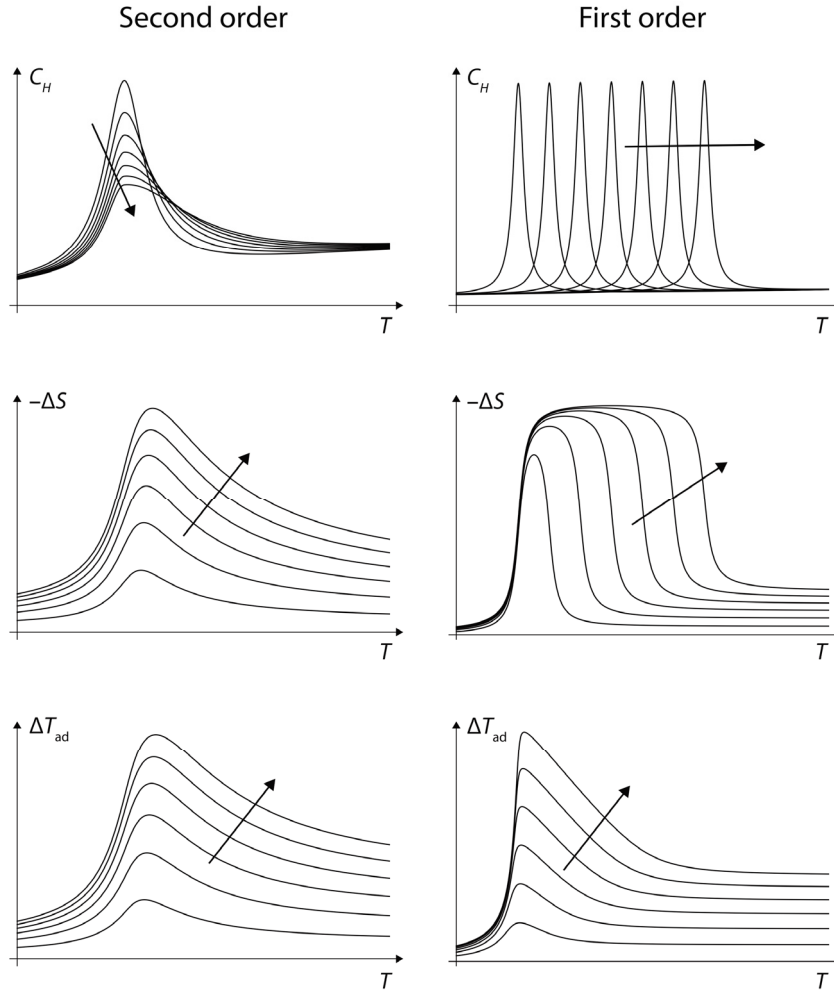 Second order
First order
C_H
T
C_H
T
–ΔS
T
–ΔS
T
ΔT_ad
T
ΔT_ad
T